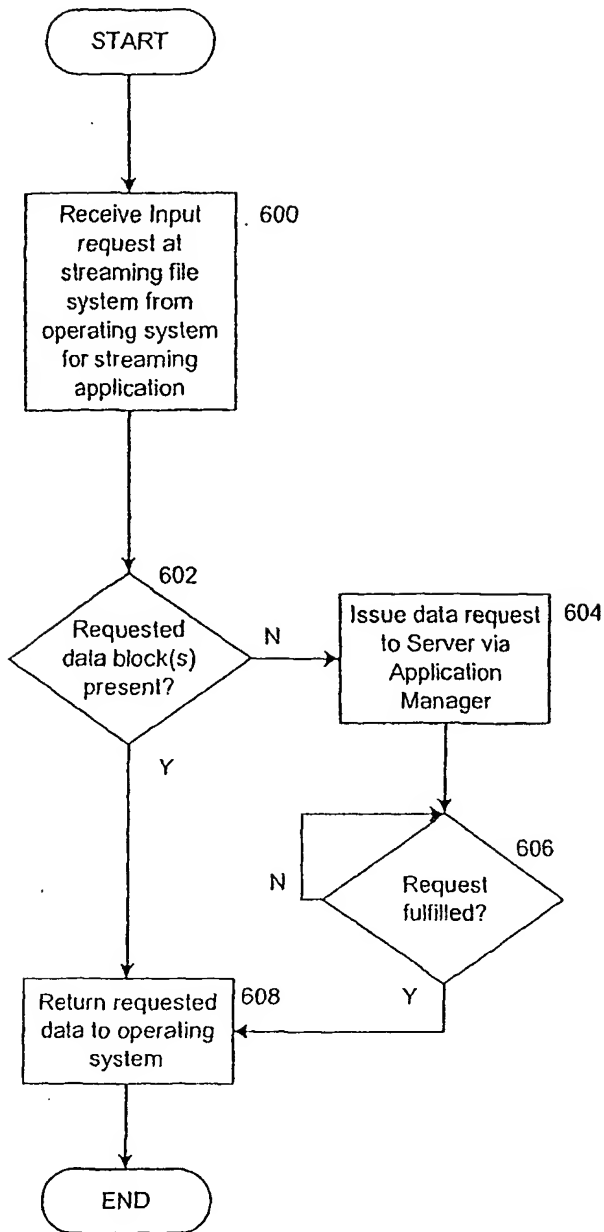 START
Receive Input
request at
streaming file
system from
operating system
for streaming
application
600
602
Requested
data block(s)
present?
N
Y
Issue data request
to Server via
Application
Manager
604
606
Request
fulfilled?
N
Y
Return requested
data to operating
system
608
END